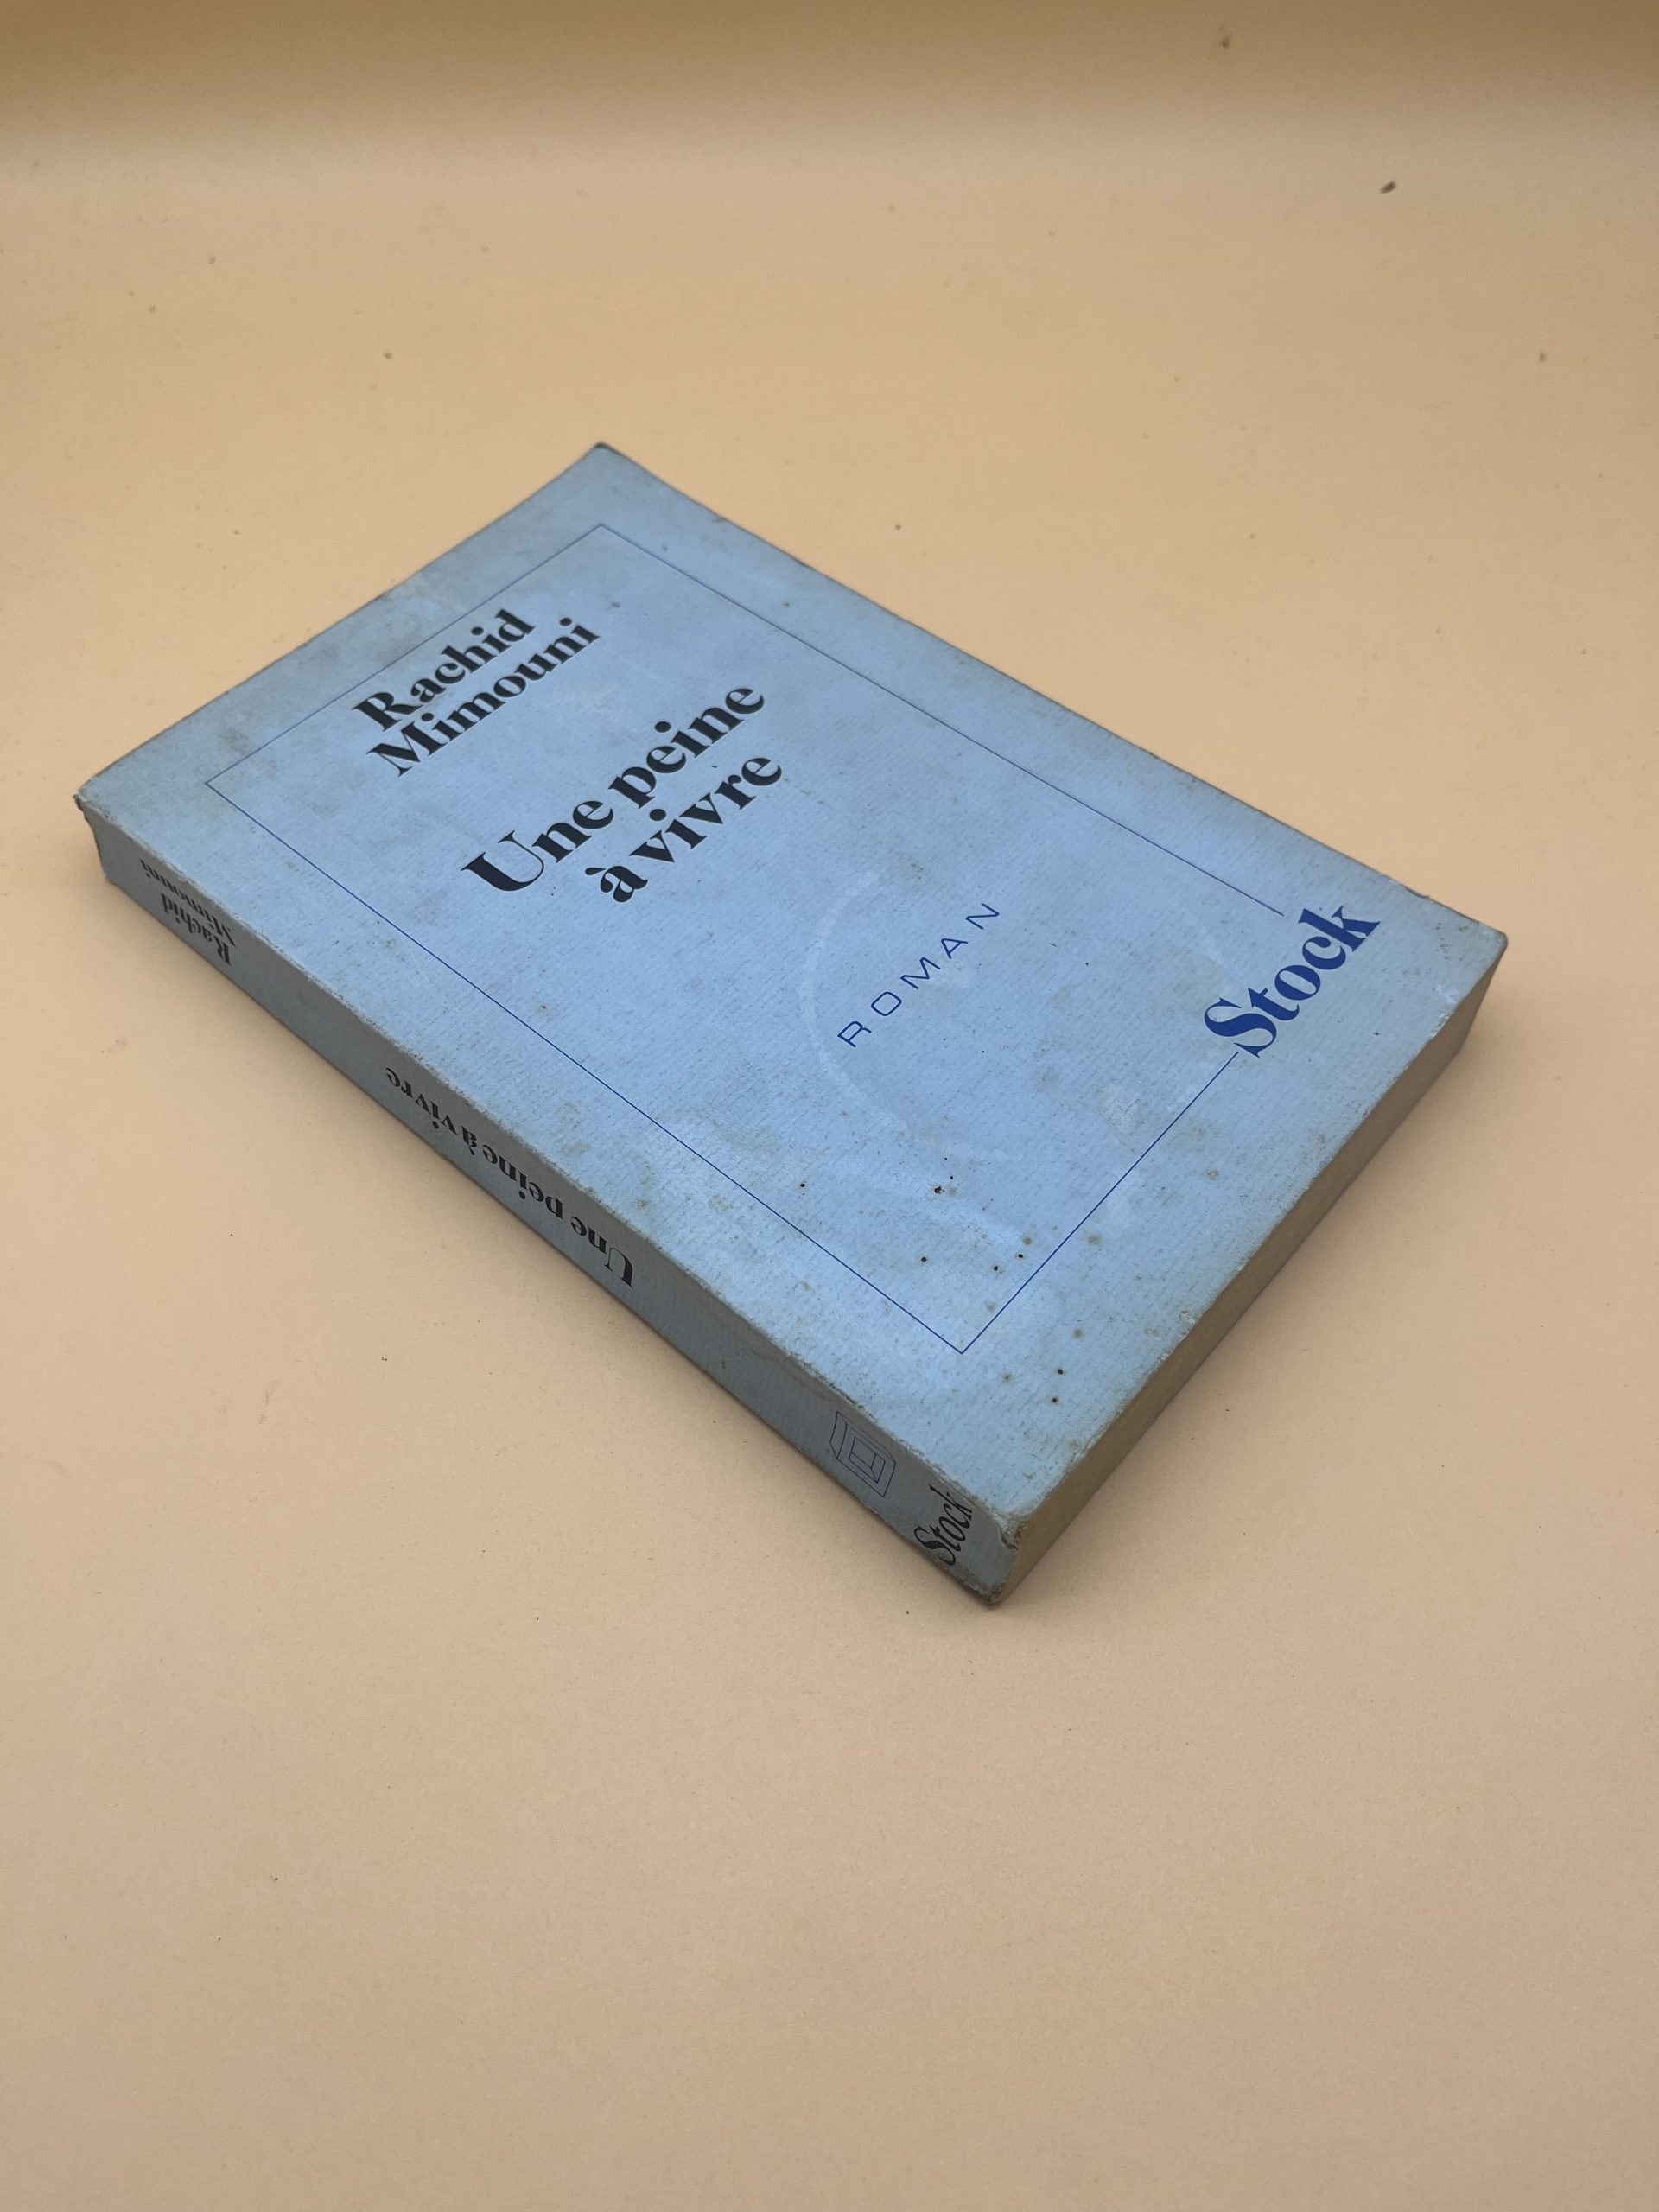 Rachid
Mimouni
Une peine
à vivre
ROMAN
Stock
Rachid
Mimouni
Une peine à vivre
Stock